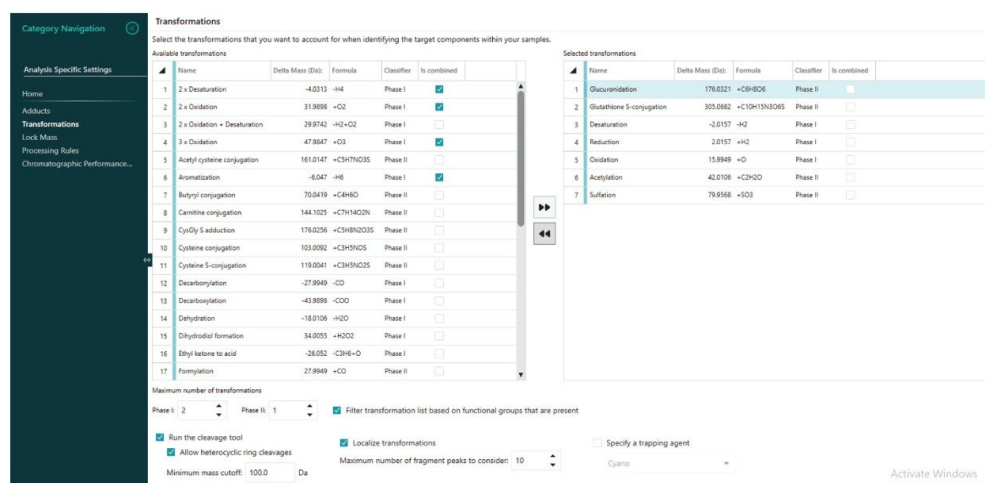 Category Navigation
Analysis Specific Settings
Home
Adducts
Transformations
Lock Mass
Processing Rules
Chromatographic Performance...
Transformations
Select the transformations that you want to account for when identifying the target components within your samples.
Available transformations
Name Delta Mass (Da): Formula Classifier Is combined
1 2 x Desaturation -4.0313 -H4 Phase I
2 2 x Oxidation 31.9898 +O2 Phase I
3 2 x Oxidation + Desaturation 29.9742 -H2+O2 Phase I
4 3 x Oxidation 47.9847 +O3 Phase I
5 Acetyl cysteine conjugation 161.0147 +C5H7NO3S Phase II
6 Aromatization -6.047 -H6 Phase I
7 Butyryl conjugation 70.0419 +C4H6O Phase II
8 Carnitine conjugation 144.1025 +C7H14O2N Phase II
9 CysGly S adduction 176.0256 +C5H8N2O3S Phase II
10 Cysteine conjugation 103.0092 +C3H5NOS Phase II
11 Cysteine S-conjugation 119.0041 +C3H5NO2S Phase II
12 Decarbonylation -27.9949 -CO Phase I
13 Decarboxylation -43.9898 -COO Phase I
14 Dehydration -18.0106 -H2O Phase I
15 Dihydrodiol formation 34.0055 +H2O2 Phase I
16 Ethyl ketone to acid -26.052 -C3H6+O Phase I
17 Formylation 27.9949 +CO Phase II
Selected transformations
Name Delta Mass (Da): Formula Classifier Is combined
1 Glucuronidation 176.0321 +C6H8O6 Phase II
2 Glutathione S-conjugation 305.0682 +C10H15N3O6S Phase II
3 Desaturation -2.0157 -H2 Phase I
4 Reduction 2.0157 +H2 Phase I
5 Oxidation 15.9949 +O Phase I
6 Acetylation 42.0106 +C2H2O Phase II
7 Sulfation 79.9568 +SO3 Phase II
Maximum number of transformations
Phase I: 2 Phase II: 1 Filter transformation list based on functional groups that are present
Run the cleavage tool
Allow heterocyclic ring cleavages
Minimum mass cutoff: 100.0 Da
Localize transformations
Maximum number of fragment peaks to consider: 10
Specify a trapping agent
Cyano
Activate Windows